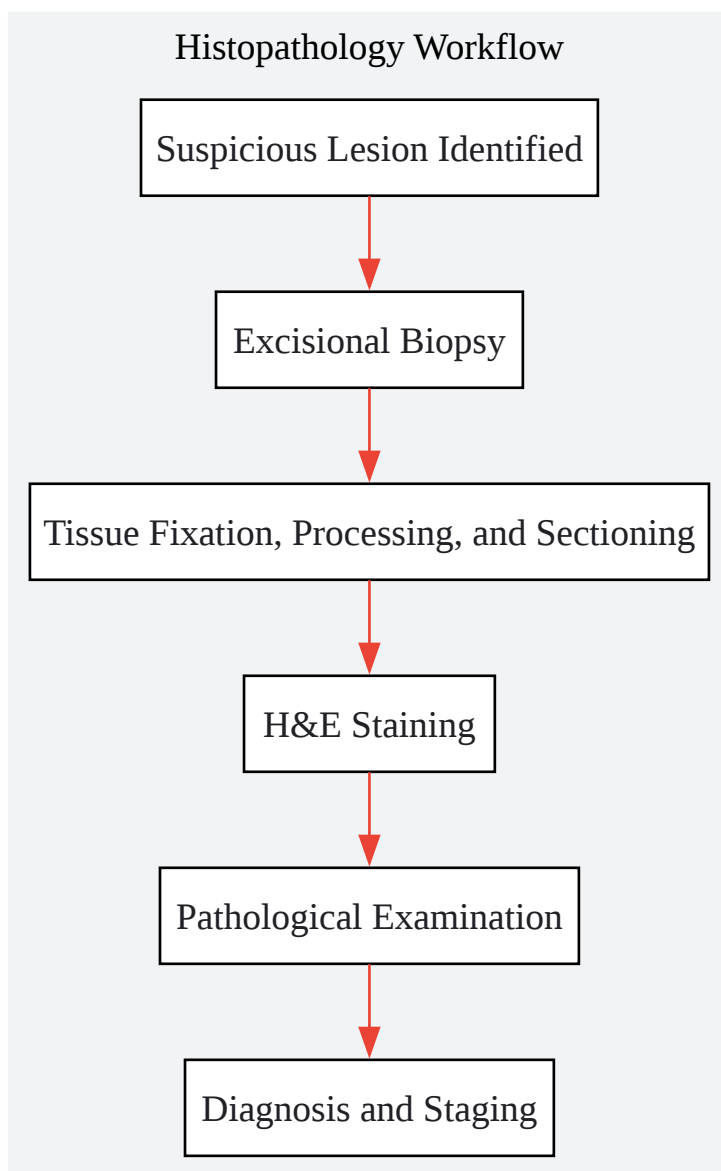 Histopathology Workflow
Suspicious Lesion Identified
Excisional Biopsy
Tissue Fixation, Processing, and Sectioning
H&E Staining
Pathological Examination
Diagnosis and Staging